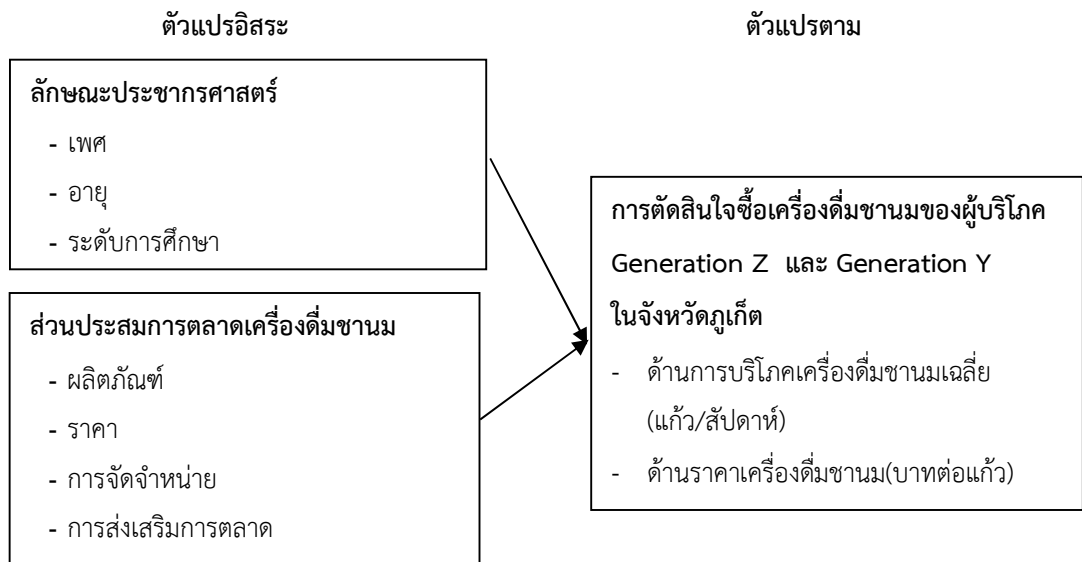 ตัวแปรอิสระ
ตัวแปรตาม
ลักษณะประชากรศาสตร์
- เพศ
- อายุ
- ระดับการศึกษา
ส่วนประสมการตลาดเครื่องดื่มชานม
- ผลิตภัณฑ์
- ราคา
- การจัดจำหน่าย
- การส่งเสริมการตลาด
การตัดสินใจซื้อเครื่องดื่มชานมของผู้บริโภค
Generation Z และ Generation Y
ในจังหวัดภูเก็ต
- ด้านการบริโภคเครื่องดื่มชานมเฉลี่ย
(แก้ว/สัปดาห์)
- ด้านราคาเครื่องดื่มชานม(บาทต่อแก้ว)